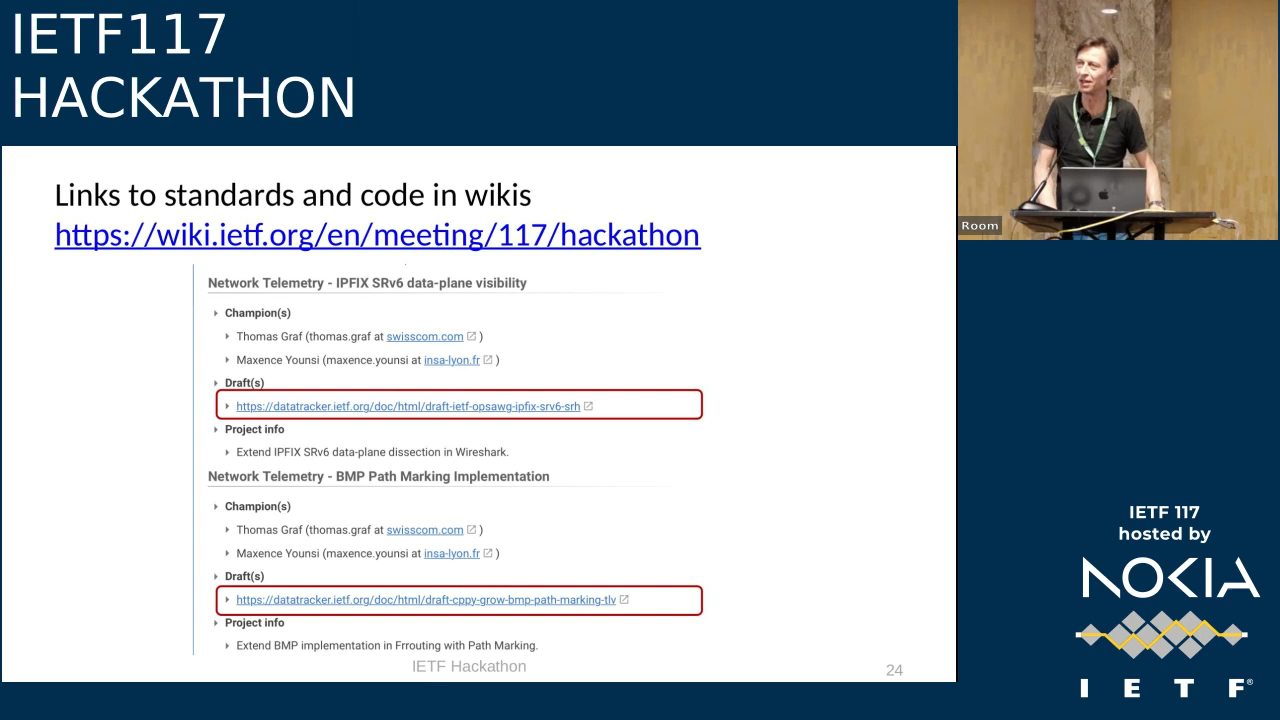 IETF117
HACKATHON
Links to standards and code in wikis
https://wiki.ietf.org/en/meeting/117/hackathon
Network Telemetry - IPFIX SRv6 data-plane visibility
Champion(s)
Thomas Graf (thomas.graf at swisscom.com )
Maxence Younsi (maxence.younsi at insa-lyon.fr )
Draft(s)
https://datatracker.ietf.org/doc/html/draft-ietf-opsawg-ipfix-srv6-srh
Project info
Extend IPFIX SRv6 data-plane dissection in Wireshark.
Network Telemetry - BMP Path Marking Implementation
Champion(s)
Thomas Graf (thomas.graf at swisscom.com )
Maxence Younsi (maxence.younsi at insa-lyon.fr )
Draft(s)
https://datatracker.ietf.org/doc/html/draft-cppy-grow-bmp-path-marking-tlv
Project info
Extend BMP implementation in Frrouting with Path Marking.
IETF Hackathon
24
Room
IETF 117
hosted by
NOKIA
I E T F®